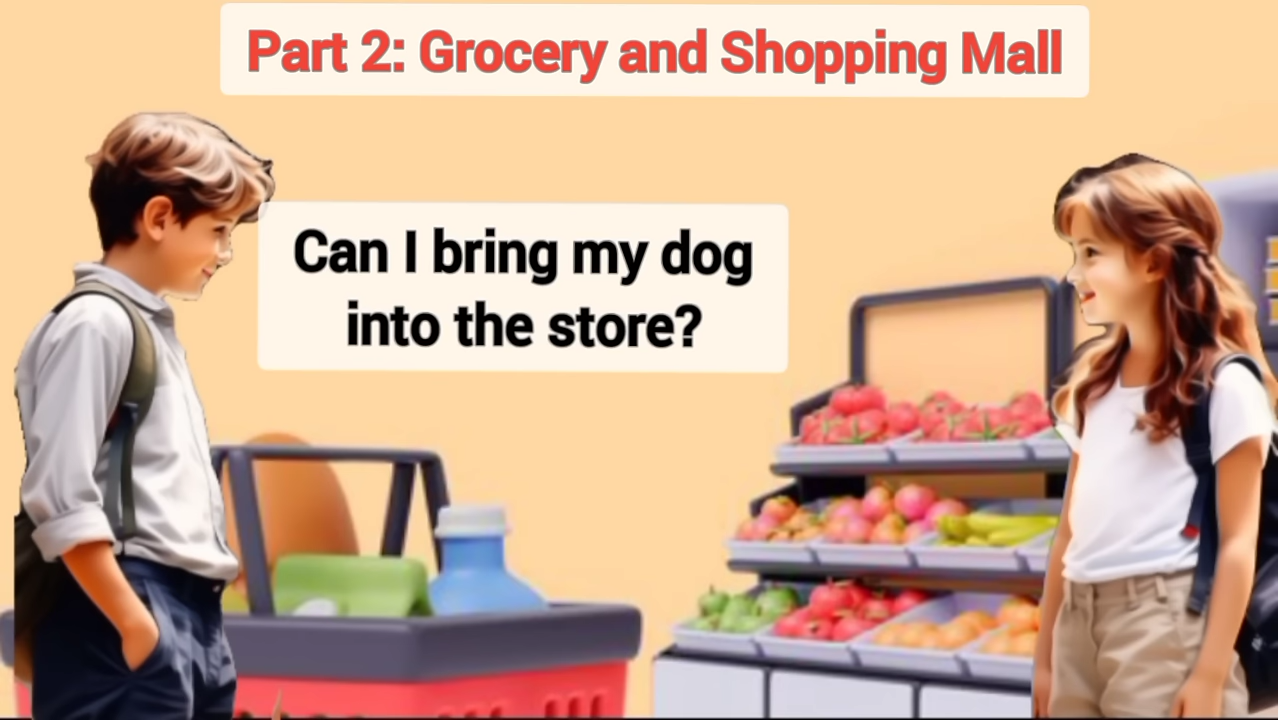 Part 2: Grocery and Shopping Mall
Can I bring my dog
into the store?